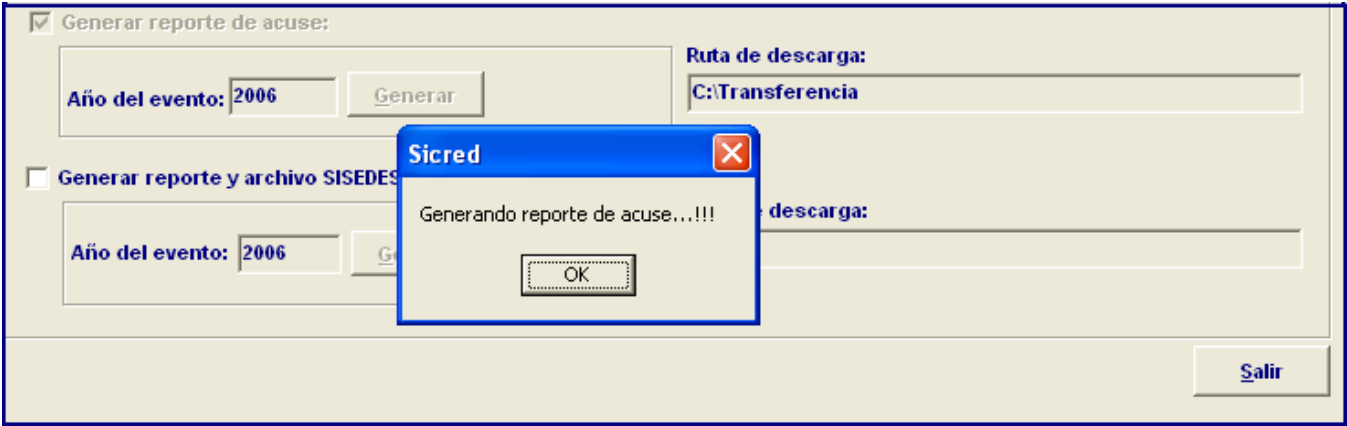 Generar reporte de acuse:
Ruta de descarga:
Año del evento: 2006 Generar
C:\Transferencia
Sicred
Generar reporte y archivo SISEDES
Generando reporte de acuse...!!!
descarga:
Año del evento: 2006
OK
Salir